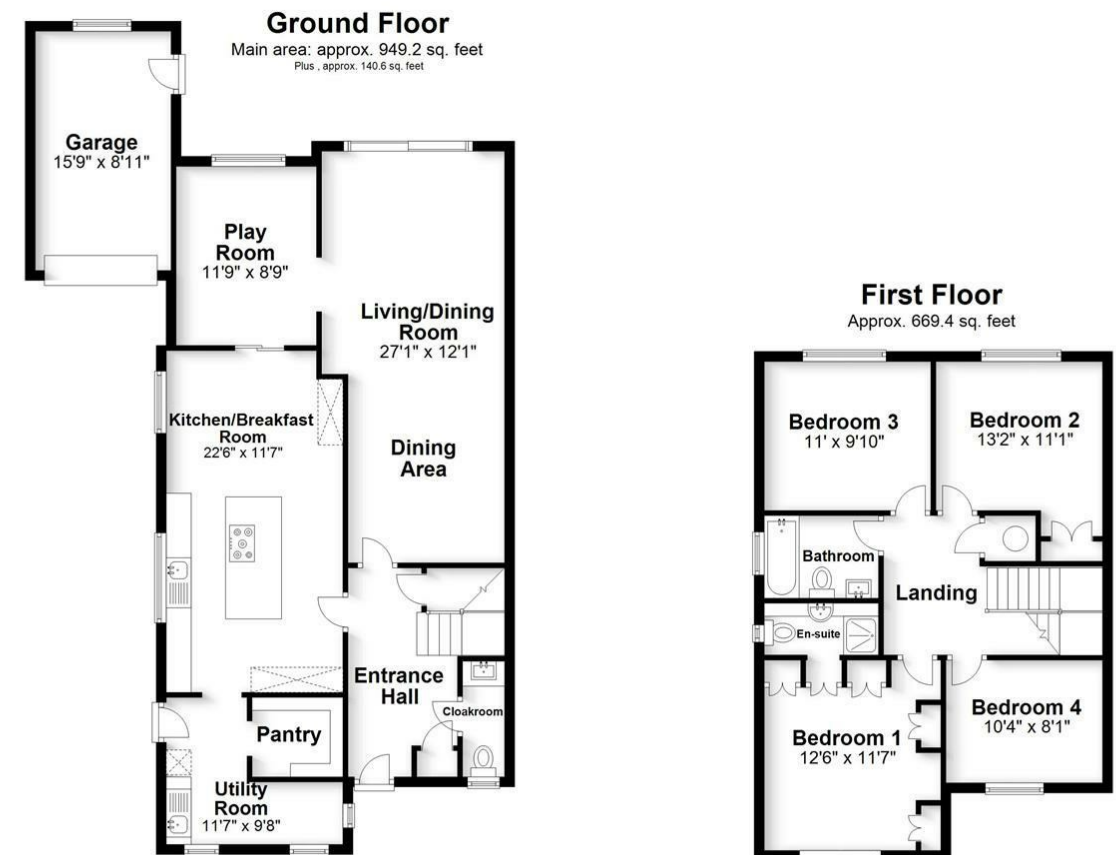 Ground Floor
Main area: approx. 949.2 sq. feet
Plus , approx. 140.6 sq. feet
Garage
15'9" x 8'11"
Play
Room
11'9" x 8'9"
Living/Dining
Room
27'1" x 12'1"
Kitchen/Breakfast
Room
22'6" x 11'7"
Dining
Area
Entrance
Hall
Cloakroom
Pantry
Utility
Room
11'7" x 9'8"
First Floor
Approx. 669.4 sq. feet
Bedroom 3
11' x 9'10"
Bedroom 2
13'2" x 11'1"
Bathroom
Landing
En-suite
Bedroom 1
12'6" x 11'7"
Bedroom 4
10'4" x 8'1"